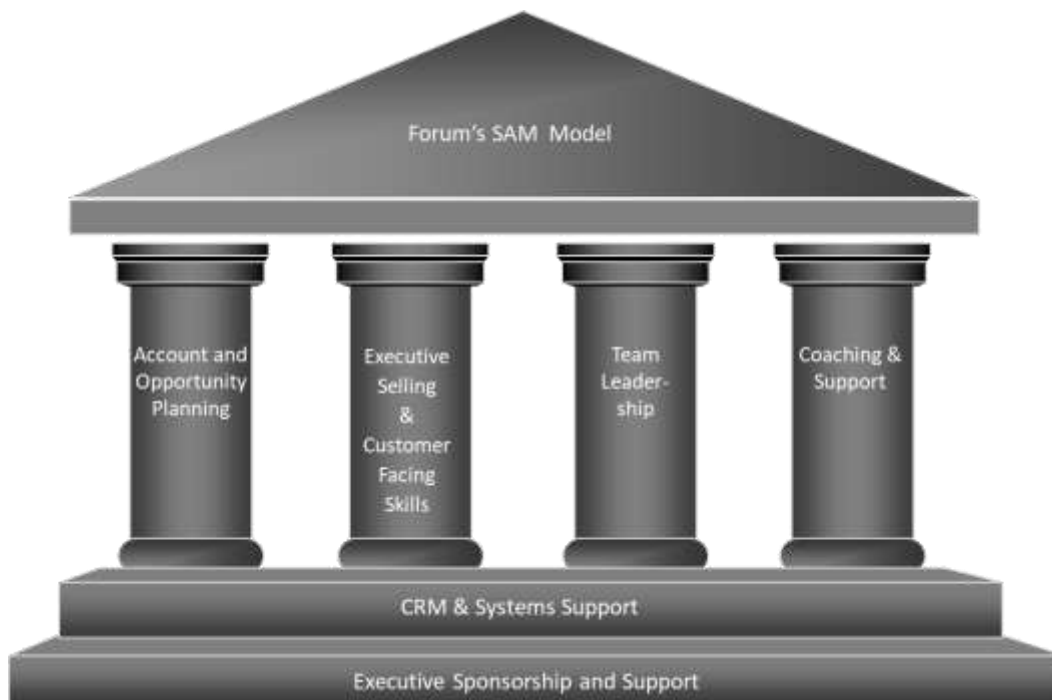 Forum's SAM Model
Account and
Opportunity
Planning
Executive
Selling
&
Customer
Facing
Skills
Team
Leader-
ship
Coaching &
Support
CRM & Systems Support
Executive Sponsorship and Support